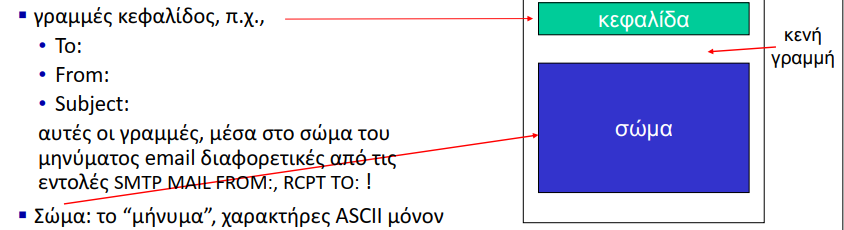 ▪ γραμμές κεφαλίδος, π.χ.,
• To:
• From:
• Subject:
αυτές οι γραμμές, μέσα στο σώμα του
μηνύματος email διαφορετικές από τις
εντολές SMTP MAIL FROM:, RCPT TO: !
▪ Σώμα: το “μήνυμα”, χαρακτήρες ASCII μόνον
κεφαλίδα
κενή
γραμμή
σώμα